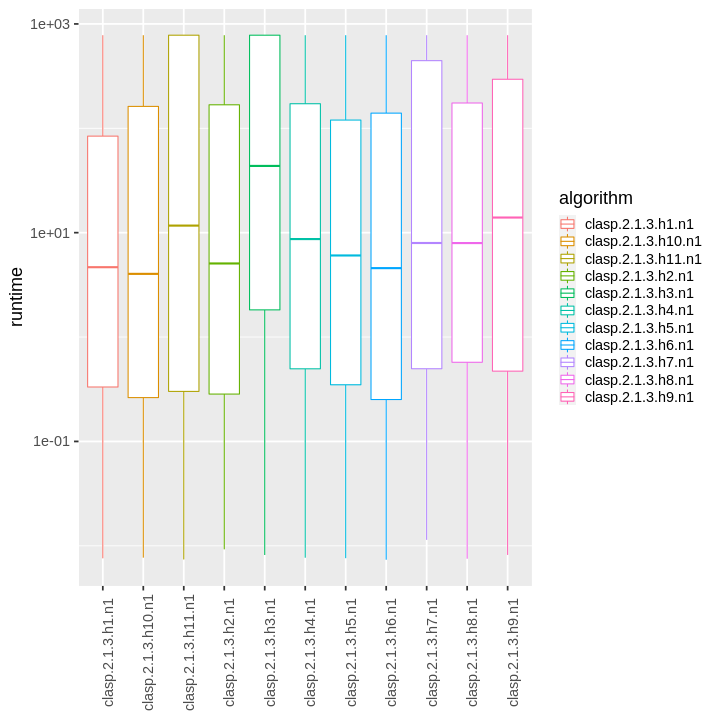 1e+03
1e+01
1e-01
runtime
clasp.2.1.3.h1.n1
clasp.2.1.3.h10.n1
clasp.2.1.3.h11.n1
clasp.2.1.3.h2.n1
clasp.2.1.3.h3.n1
clasp.2.1.3.h4.n1
clasp.2.1.3.h5.n1
clasp.2.1.3.h6.n1
clasp.2.1.3.h7.n1
clasp.2.1.3.h8.n1
clasp.2.1.3.h9.n1
algorithm
clasp.2.1.3.h1.n1
clasp.2.1.3.h10.n1
clasp.2.1.3.h11.n1
clasp.2.1.3.h2.n1
clasp.2.1.3.h3.n1
clasp.2.1.3.h4.n1
clasp.2.1.3.h5.n1
clasp.2.1.3.h6.n1
clasp.2.1.3.h7.n1
clasp.2.1.3.h8.n1
clasp.2.1.3.h9.n1